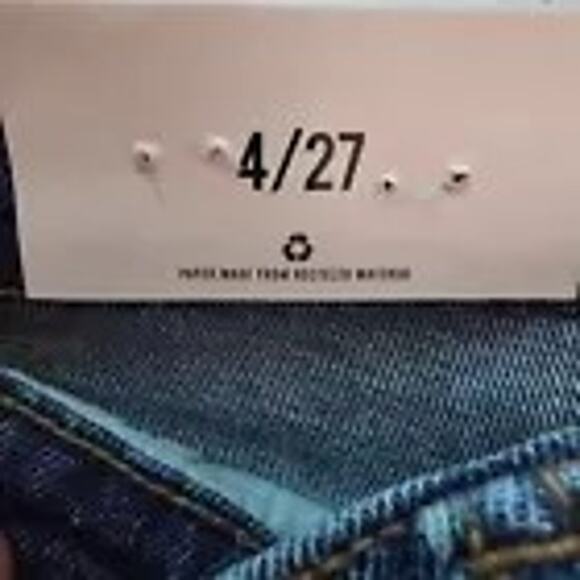 4/27
PAPER MADE FROM RECYCLED MATERIAL